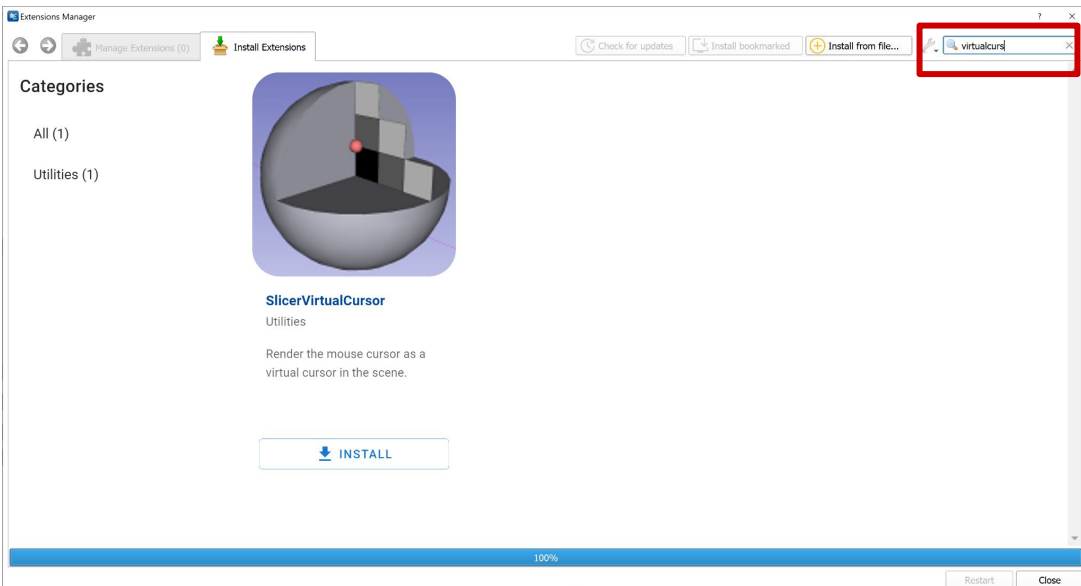 Extensions Manager
? ×
Manage Extensions (0) Install Extensions Check for updates Install bookmarked Install from file... virtualcurs
Categories
All (1)
Utilities (1)
SlicerVirtualCursor
Utilities
Render the mouse cursor as a
virtual cursor in the scene.
INSTALL
100%
Restart Close